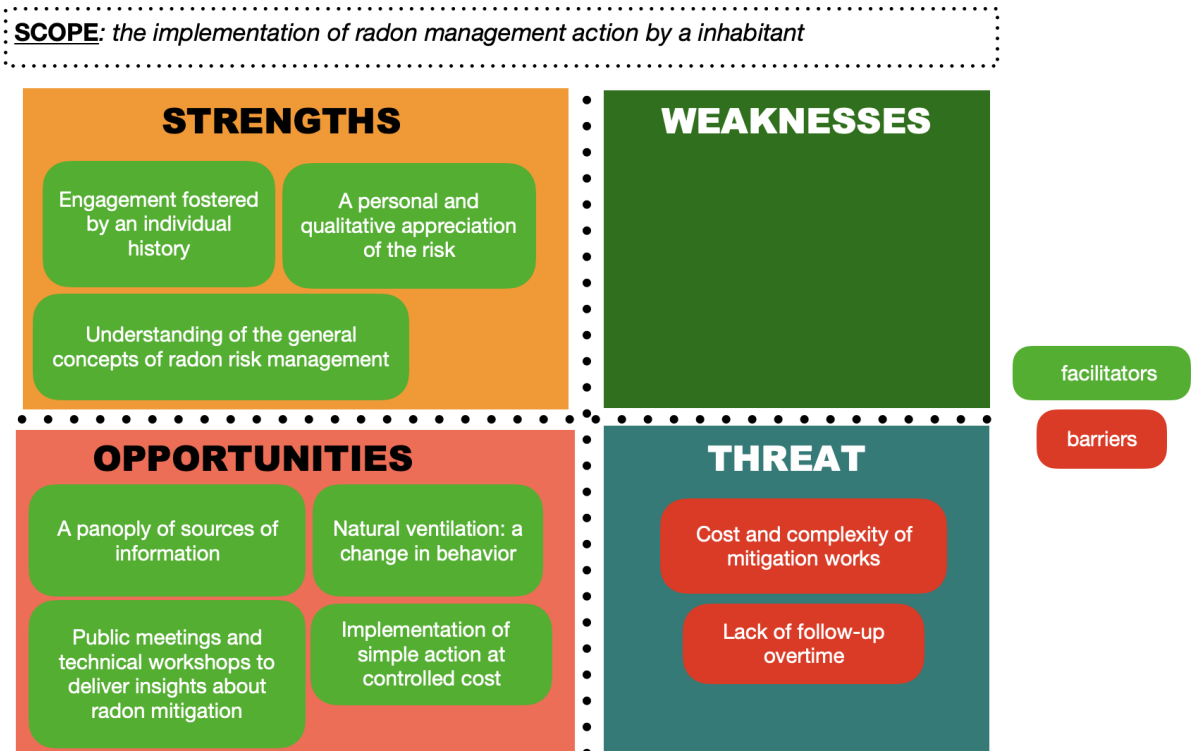 SCOPE: the implementation of radon management action by a inhabitant
STRENGTHS
Engagement fostered
by an individual
history
A personal and
qualitative appreciation
of the risk
Understanding of the general
concepts of radon risk management
WEAKNESSES
facilitators
barriers
OPPORTUNITIES
A panoply of sources of
information
Natural ventilation: a
change in behavior
Public meetings and
technical workshops to
deliver insights about
radon mitigation
Implementation of
simple action at
controlled cost
THREAT
Cost and complexity of
mitigation works
Lack of follow-up
overtime